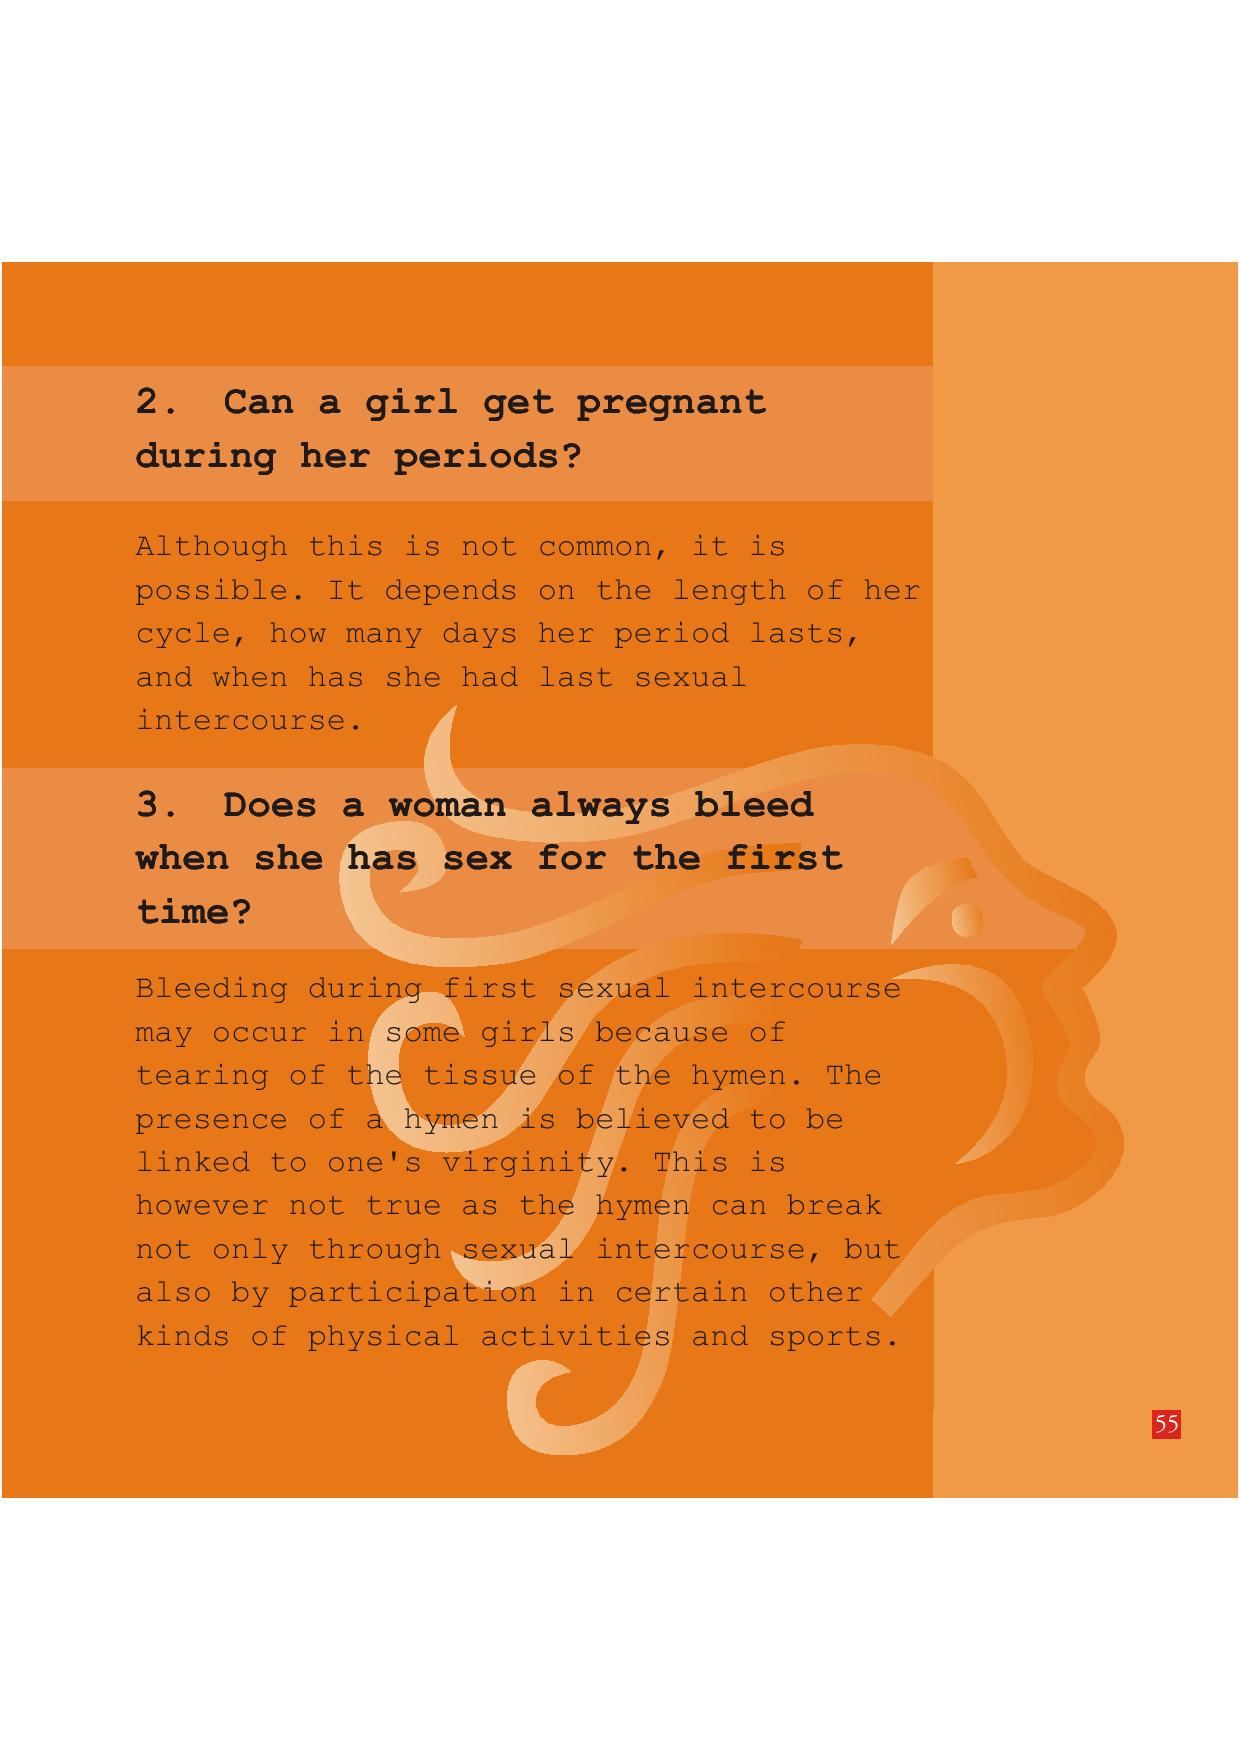 2.  Can a girl get pregnant
during her periods?
Although this is not common, it is
possible. It depends on the length of her
cycle, how many days her period lasts,
and when has she had last sexual
intercourse.
3.  Does a woman always bleed
when she has sex for the first
time?
Bleeding during first sexual intercourse
may occur in some girls because of
tearing of the tissue of the hymen. The
presence of a hymen is believed to be
linked to one's virginity. This is
however not true as the hymen can break
not only through sexual intercourse, but
also by participation in certain other
kinds of physical activities and sports.
55